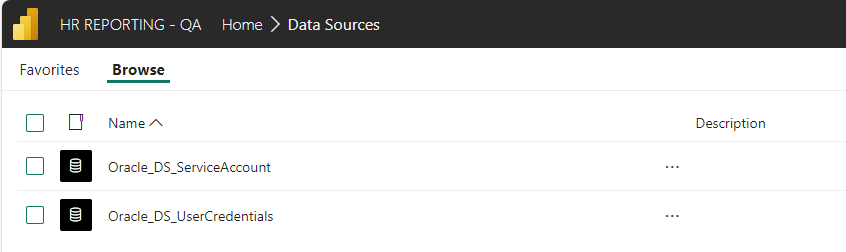 HR REPORTING - QA Home > Data Sources
Favorites Browse
Name Description
Oracle_DS_ServiceAccount ...
Oracle_DS_UserCredentials ...